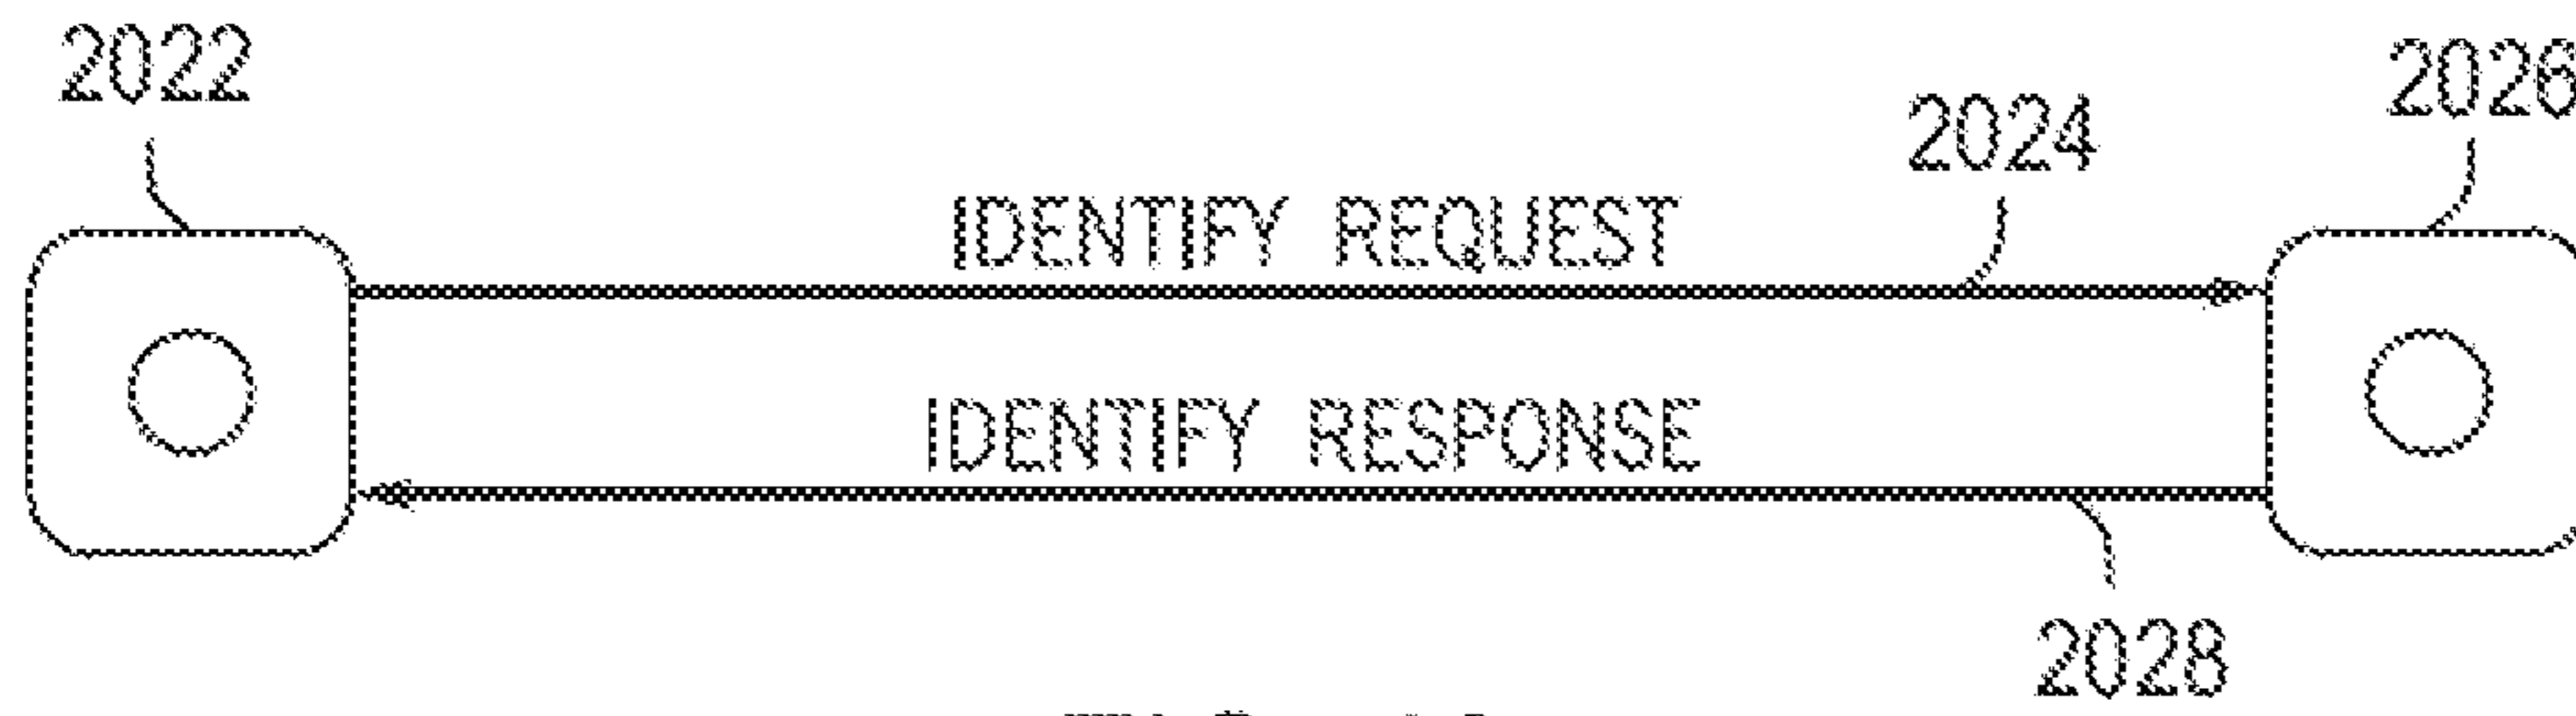 2022
2026
2024
IDENTIFY REQUEST
IDENTIFY RESPONSE
2028